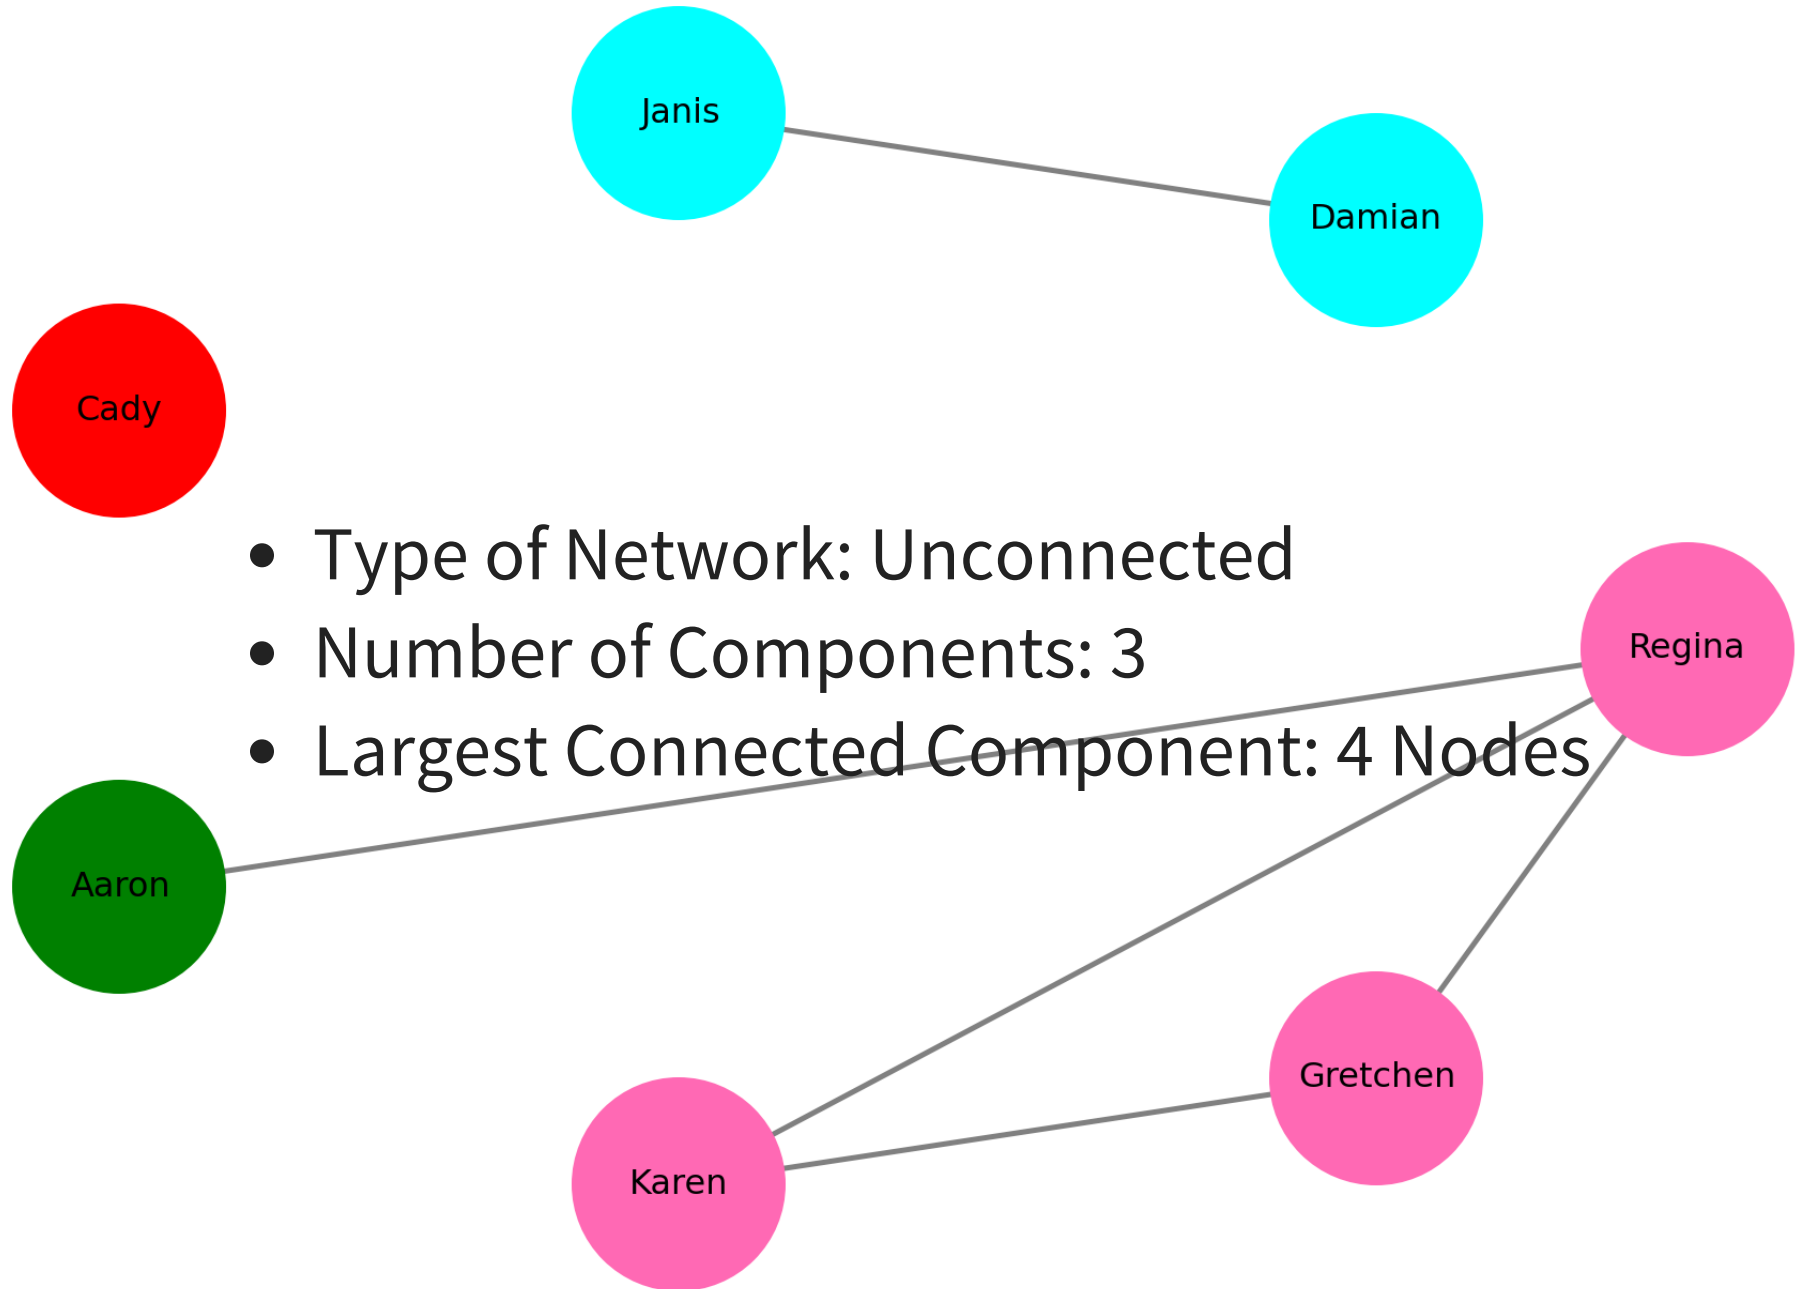 Janis
Damian
Cady
• Type of Network: Unconnected
• Number of Components: 3
Regina
• Largest Connected Component: 4 Nodes
Aaron
Gretchen
Karen